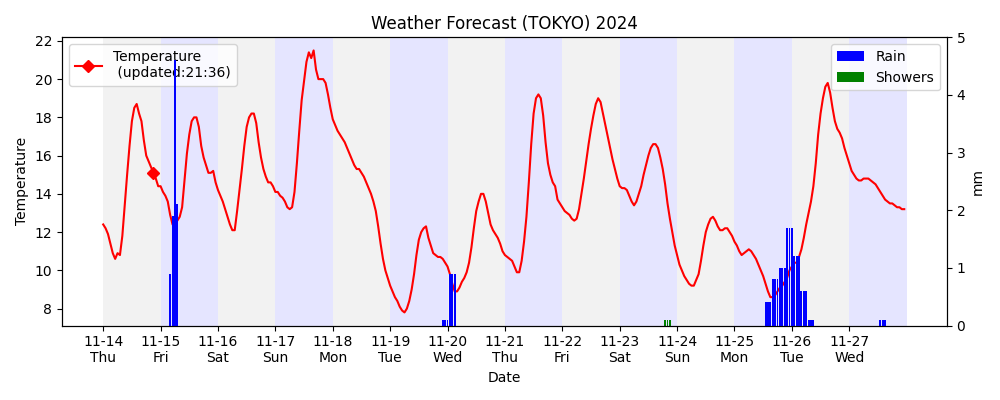 Weather Forecast (TOKYO) 2024
Temperature
(updated:21:36)
Rain
Showers
Temperature
22
20
18
16
14
12
10
8
5
4
3
2
1
0
mm
11-14 11-15 11-16 11-17 11-18 11-19 11-20 11-21 11-22 11-23 11-24 11-25 11-26 11-27
Thu Fri Sat Sun Mon Tue Wed Thu Fri Sat Sun Mon Tue Wed
Date